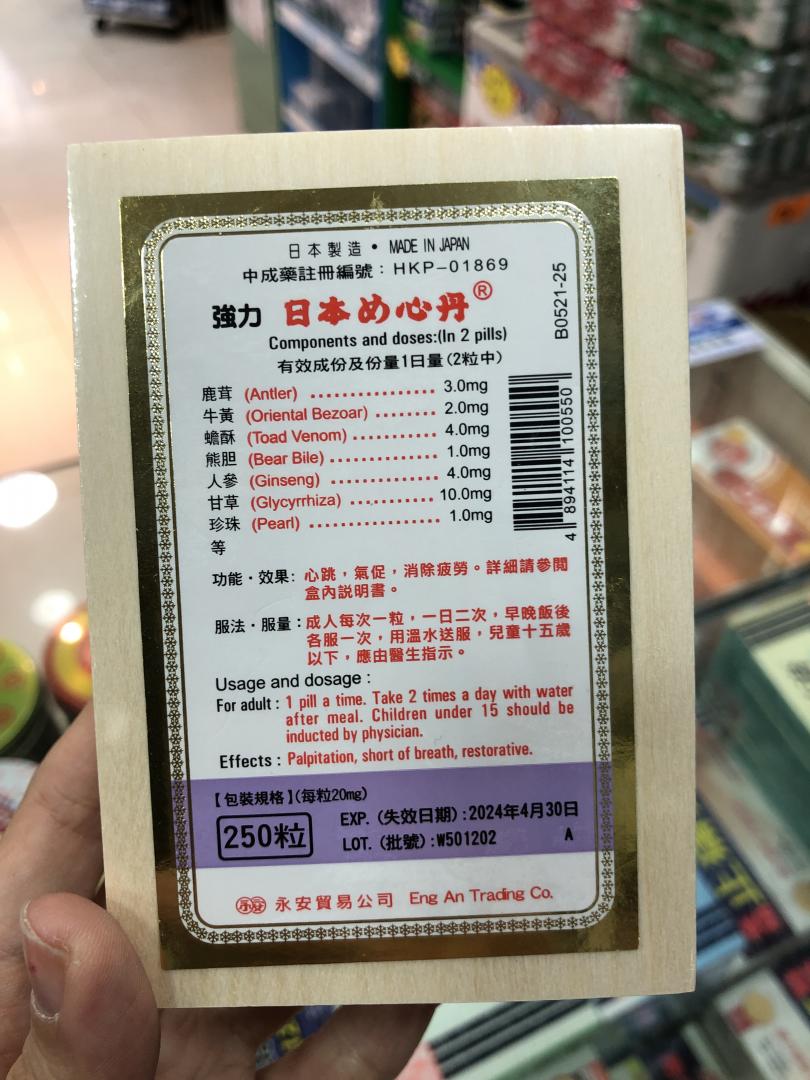 日本製造 • MADE IN JAPAN
中成藥註冊編號：HKP-01869
強力 日本め心丹®
Components and doses:(In 2 pills)
有效成份及份量1日量（2粒中）
鹿茸 (Antler) .................. 3.0mg
牛黃 (Oriental Bezoar) ........ 2.0mg
蟾酥 (Toad Venom) ........... 4.0mg
熊胆 (Bear Bile) ............... 1.0mg
人參 (Ginseng) ................ 4.0mg
甘草 (Glycyrrhiza) ............ 10.0mg
珍珠 (Pearl) ................... 1.0mg
等
B0521-25
4 894114 100550
功能・效果：心跳，氣促，消除疲勞。詳細請參閱
盒內説明書。
服法・服量：成人每次一粒，一日二次，早晚飯後
各服一次，用溫水送服，兒童十五歲
以下，應由醫生指示。
Usage and dosage :
For adult : 1 pill a time. Take 2 times a day with water
after meal. Children under 15 should be
inducted by physician.
Effects : Palpitation, short of breath, restorative.
【包裝規格】(每粒20mg)
250粒
EXP. (失效日期) : 2024年4月30日
LOT. (批號) : W501202 A
永安貿易公司 Eng An Trading Co.